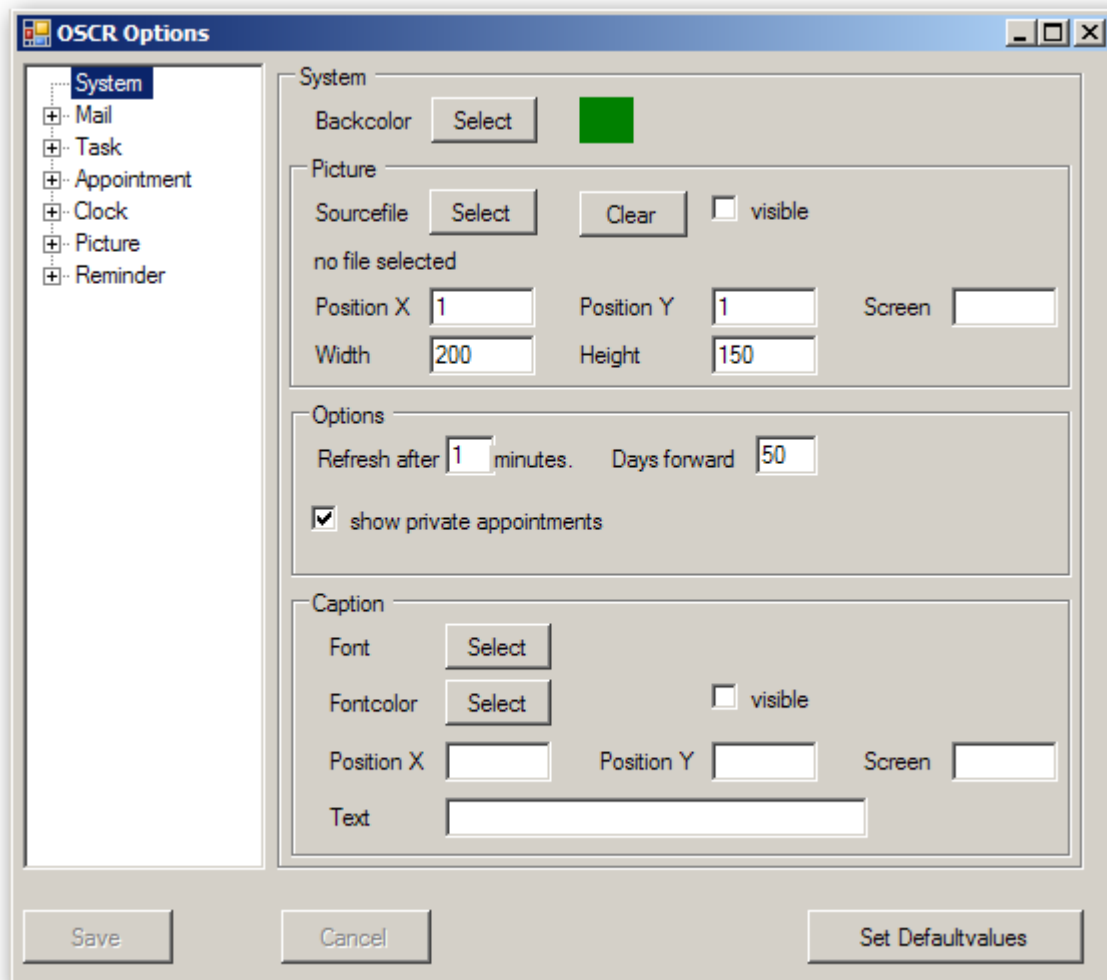 OSCR Options
System
Mail
Task
Appointment
Clock
Picture
Reminder
System
Backcolor Select
Picture
Sourcefile Select Clear visible
no file selected
Position X 1 Position Y 1 Screen
Width 200 Height 150
Options
Refresh after 1 minutes. Days forward 50
show private appointments
Caption
Font Select
Fontcolor Select visible
Position X Position Y Screen
Text
Save Cancel Set Defaultvalues